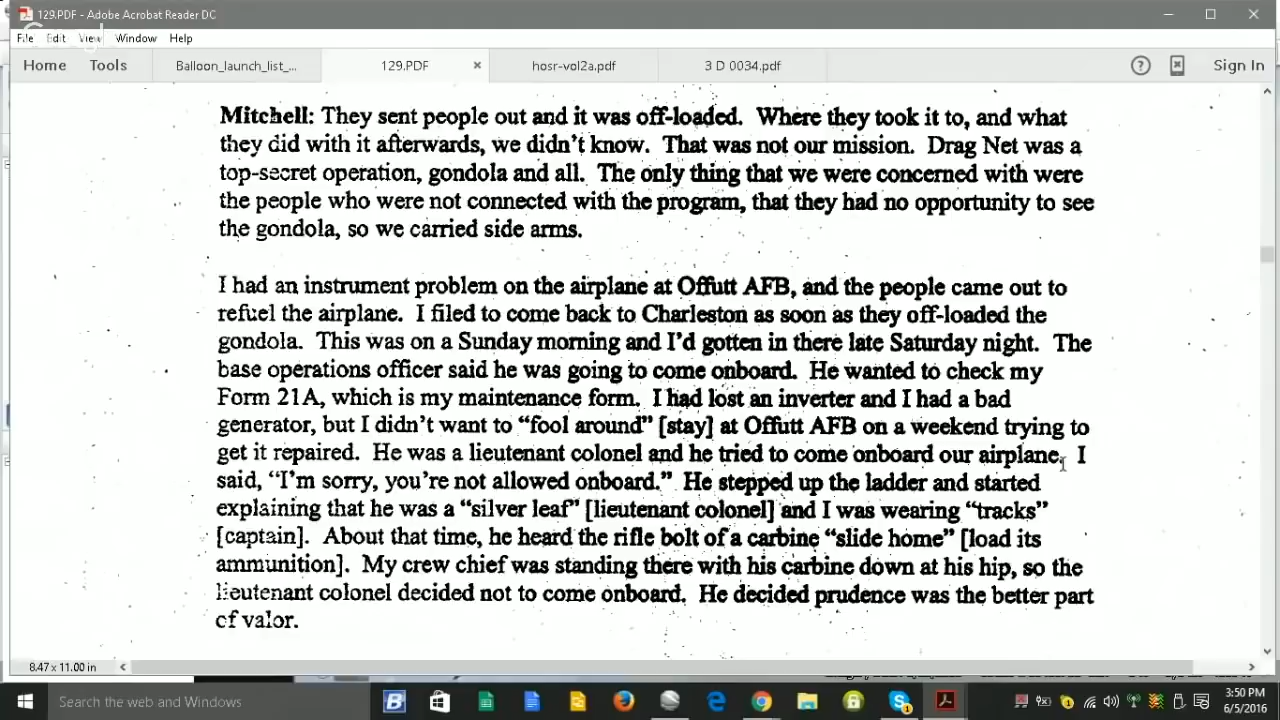 129.PDF - Adobe Acrobat Reader DC
Google
File Edit View Window Help
Home Tools Balloon_launch_list_... 129.PDF × hosr-vol2a.pdf 3 D 0034.pdf Sign In
Mitchell: They sent people out and it was off-loaded. Where they took it to, and what
they did with it afterwards, we didn't know. That was not our mission. Drag Net was a
top-secret operation, gondola and all. The only thing that we were concerned with were
the people who were not connected with the program, that they had no opportunity to see
the gondola, so we carried side arms.
I had an instrument problem on the airplane at Offutt AFB, and the people came out to
refuel the airplane. I filed to come back to Charleston as soon as they off-loaded the
gondola. This was on a Sunday morning and I'd gotten in there late Saturday night. The
base operations officer said he was going to come onboard. He wanted to check my
Form 21A, which is my maintenance form. I had lost an inverter and I had a bad
generator, but I didn't want to "fool around" [stay] at Offutt AFB on a weekend trying to
get it repaired. He was a lieutenant colonel and he tried to come onboard our airplane. I
said, "I'm sorry, you're not allowed onboard." He stepped up the ladder and started
explaining that he was a "silver leaf" [lieutenant colonel] and I was wearing "tracks"
[captain]. About that time, he heard the rifle bolt of a carbine "slide home" [load its
ammunition]. My crew chief was standing there with his carbine down at his hip, so the
lieutenant colonel decided not to come onboard. He decided prudence was the better part
of valor.
8.47 x 11.00 in
Search the web and Windows
3:50 PM
6/5/2016